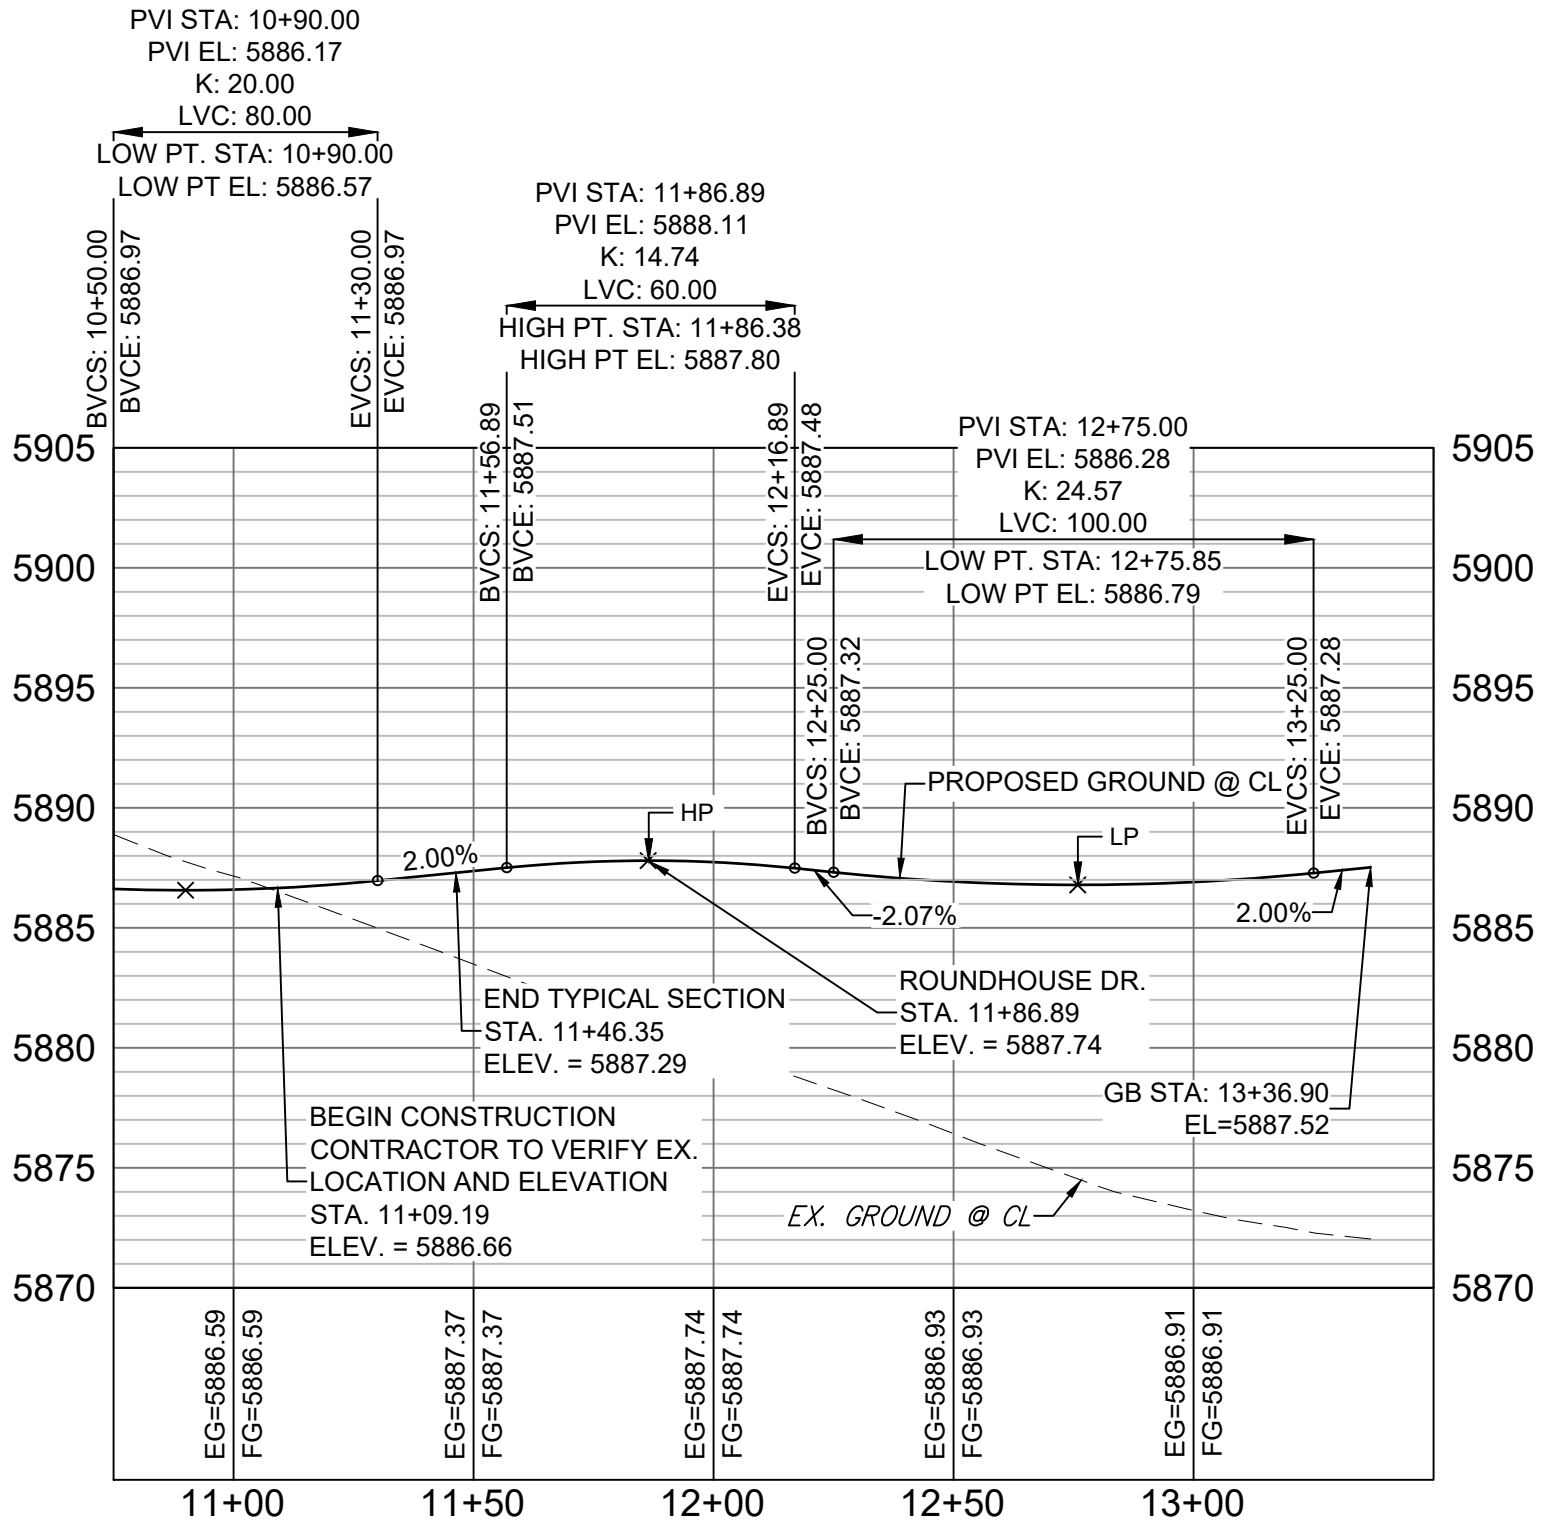 PVI STA: 10+90.00
PVI EL: 5886.17
K: 20.00
LVC: 80.00
LOW PT. STA: 10+90.00
LOW PT EL: 5886.57
BVCS: 10+50.00
BVCE: 5886.97
EVCS: 11+30.00
EVCE: 5886.97
PVI STA: 11+86.89
PVI EL: 5888.11
K: 14.74
LVC: 60.00
HIGH PT. STA: 11+86.38
HIGH PT EL: 5887.80
BVCS: 11+56.89
BVCE: 5887.51
EVCS: 12+16.89
EVCE: 5887.48
PVI STA: 12+75.00
PVI EL: 5886.28
K: 24.57
LVC: 100.00
LOW PT. STA: 12+75.85
LOW PT EL: 5886.79
BVCS: 12+25.00
BVCE: 5887.32
EVCS: 13+25.00
EVCE: 5887.28
5905
5900
5895
5890
5885
5880
5875
5870
5905
5900
5895
5890
5885
5880
5875
5870
PROPOSED GROUND @ CL
HP
LP
2.00%
-2.07%
2.00%
END TYPICAL SECTION
STA. 11+46.35
ELEV. = 5887.29
ROUNDHOUSE DR.
STA. 11+86.89
ELEV. = 5887.74
GB STA: 13+36.90
EL=5887.52
BEGIN CONSTRUCTION
CONTRACTOR TO VERIFY EX.
LOCATION AND ELEVATION
STA. 11+09.19
ELEV. = 5886.66
EX. GROUND @ CL
EG=5886.59
FG=5886.59
EG=5887.37
FG=5887.37
EG=5887.74
FG=5887.74
EG=5886.93
FG=5886.93
EG=5886.91
FG=5886.91
11+00
11+50
12+00
12+50
13+00